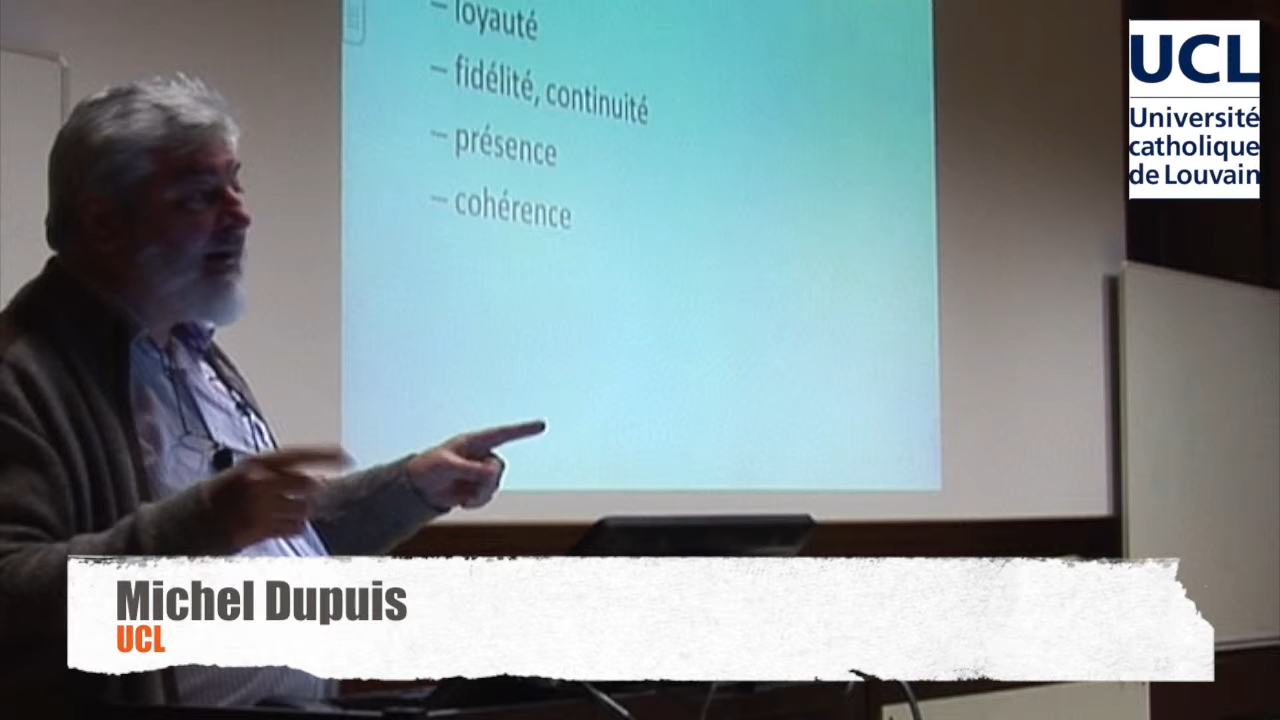 – loyauté
– fidélité, continuité
– présence
– cohérence
UCL
Université
catholique
de Louvain
Michel Dupuis
UCL